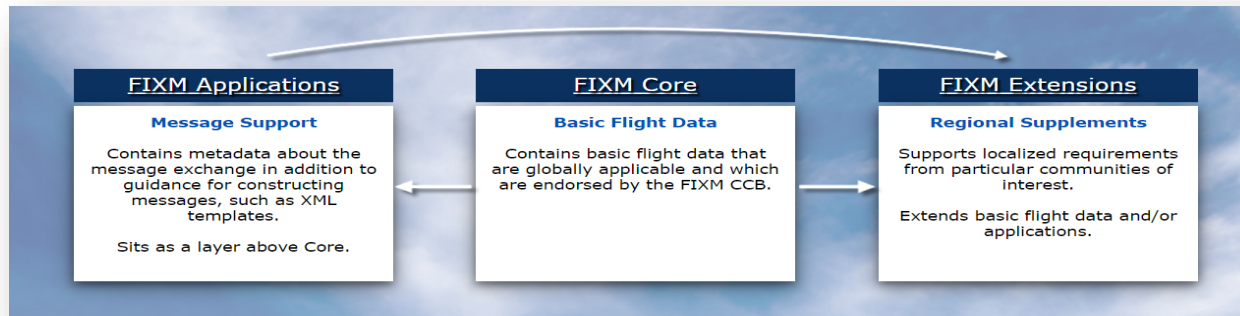 FIXM Applications
Message Support
Contains metadata about the
message exchange in addition to
guidance for constructing
messages, such as XML
templates.
Sits as a layer above Core.
FIXM Core
Basic Flight Data
Contains basic flight data that
are globally applicable and which
are endorsed by the FIXM CCB.
FIXM Extensions
Regional Supplements
Supports localized requirements
from particular communities of
interest.
Extends basic flight data and/or
applications.